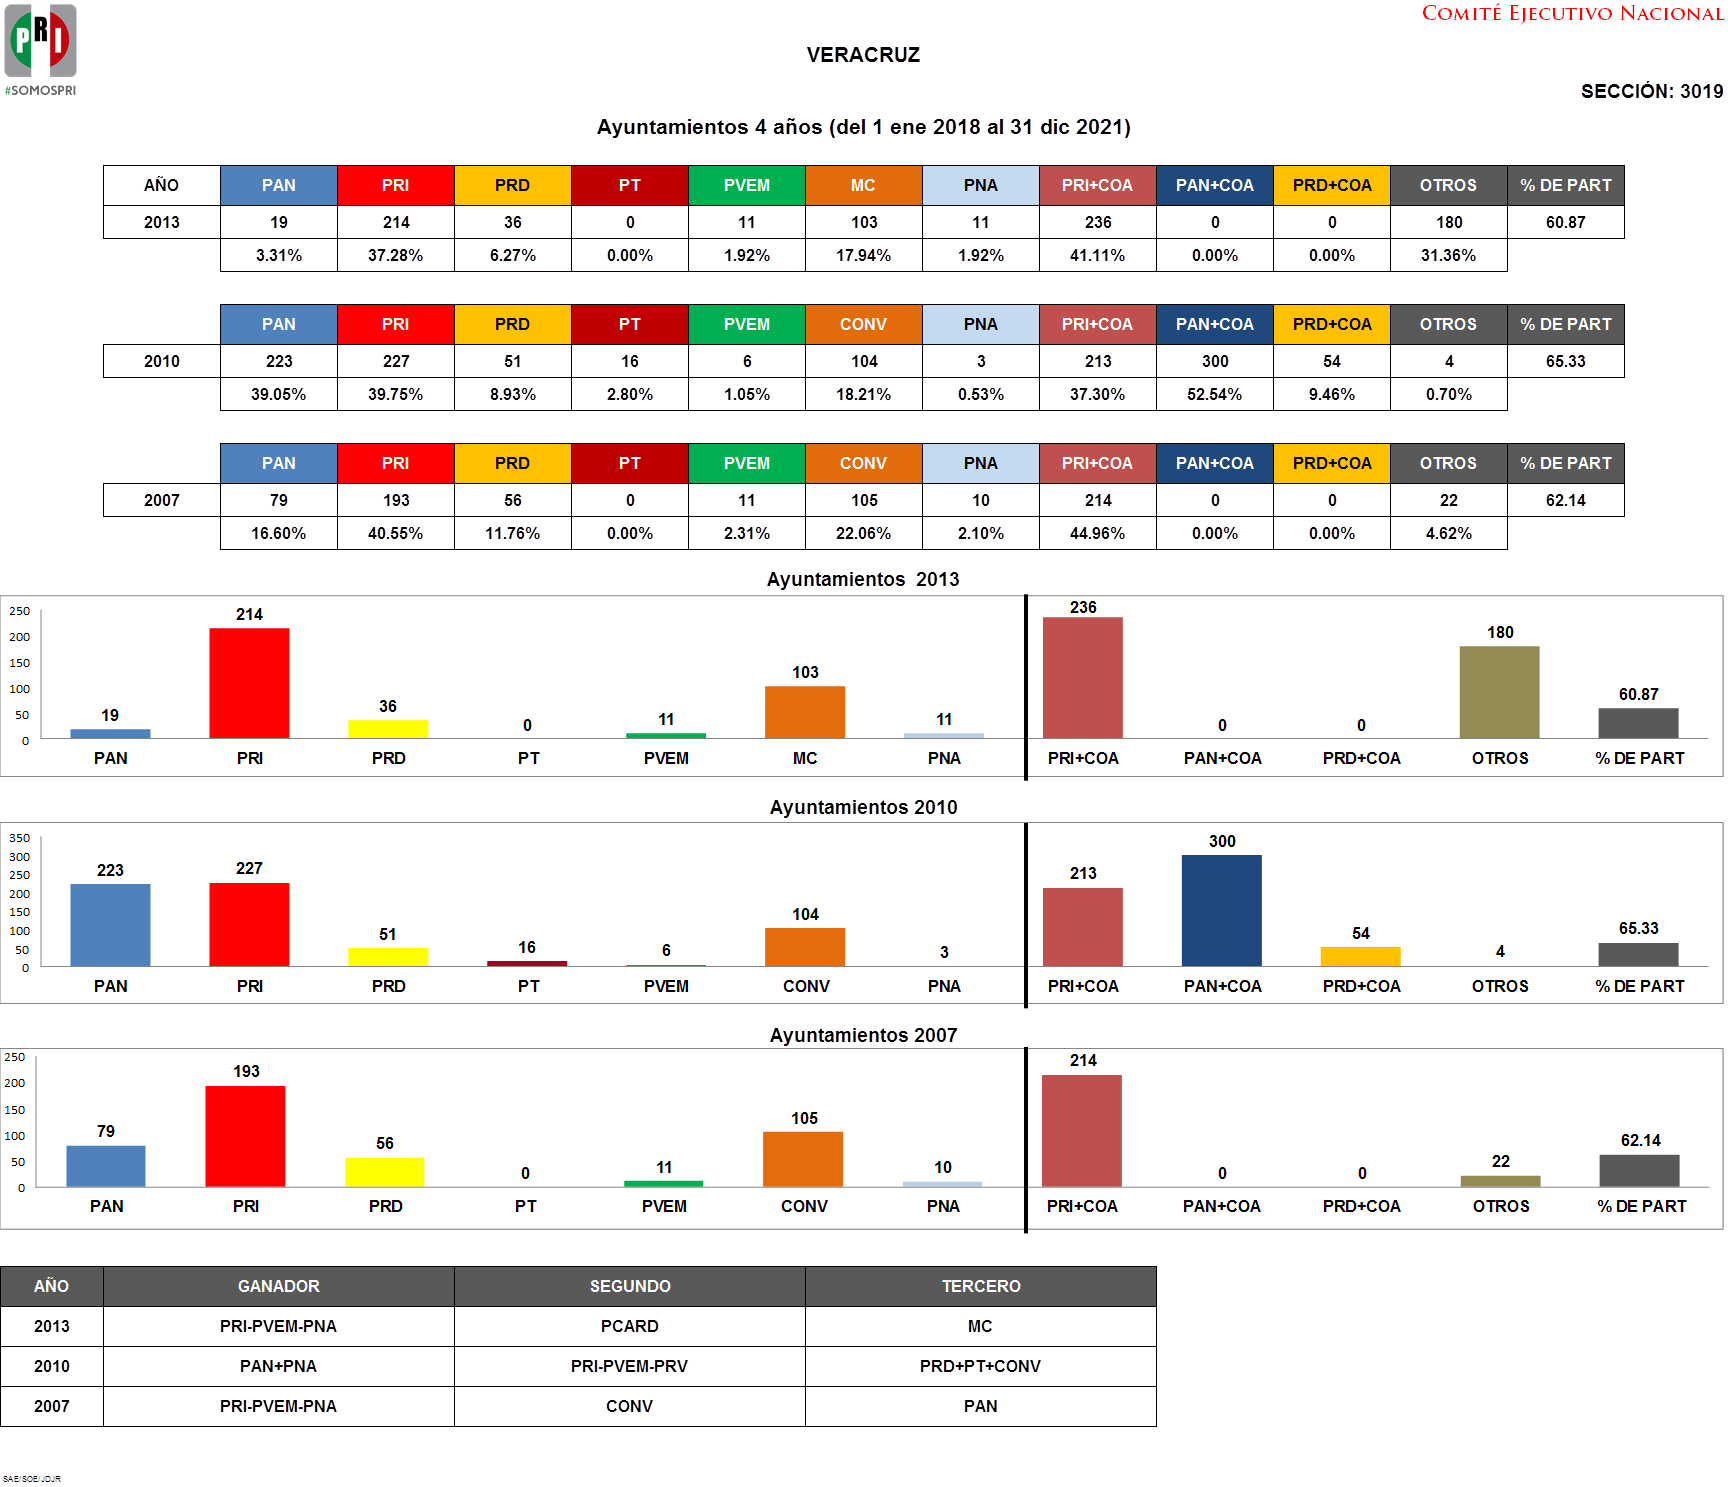 PRI
#SOMOSPRI
COMITÉ EJECUTIVO NACIONAL
VERACRUZ
SECCIÓN: 3019
Ayuntamientos 4 años (del 1 ene 2018 al 31 dic 2021)
AÑO PAN PRI PRD PT PVEM MC PNA PRI+COA PAN+COA PRD+COA OTROS % DE PART
2013 19 214 36 0 11 103 11 236 0 0 180 60.87
3.31% 37.28% 6.27% 0.00% 1.92% 17.94% 1.92% 41.11% 0.00% 0.00% 31.36%
PAN PRI PRD PT PVEM CONV PNA PRI+COA PAN+COA PRD+COA OTROS % DE PART
2010 223 227 51 16 6 104 3 213 300 54 4 65.33
39.05% 39.75% 8.93% 2.80% 1.05% 18.21% 0.53% 37.30% 52.54% 9.46% 0.70%
PAN PRI PRD PT PVEM CONV PNA PRI+COA PAN+COA PRD+COA OTROS % DE PART
2007 79 193 56 0 11 105 10 214 0 0 22 62.14
16.60% 40.55% 11.76% 0.00% 2.31% 22.06% 2.10% 44.96% 0.00% 0.00% 4.62%
Ayuntamientos 2013
250
200
150
100
50
0
19 214 36 0 11 103 11 236 0 0 180 60.87
PAN PRI PRD PT PVEM MC PNA PRI+COA PAN+COA PRD+COA OTROS % DE PART
Ayuntamientos 2010
350
300
250
200
150
100
50
0
223 227 51 16 6 104 3 213 300 54 4 65.33
PAN PRI PRD PT PVEM CONV PNA PRI+COA PAN+COA PRD+COA OTROS % DE PART
Ayuntamientos 2007
250
200
150
100
50
0
79 193 56 0 11 105 10 214 0 0 22 62.14
PAN PRI PRD PT PVEM CONV PNA PRI+COA PAN+COA PRD+COA OTROS % DE PART
AÑO GANADOR SEGUNDO TERCERO
2013 PRI-PVEM-PNA PCARD MC
2010 PAN+PNA PRI-PVEM-PRV PRD+PT+CONV
2007 PRI-PVEM-PNA CONV PAN
SAE/SOE/JDJR